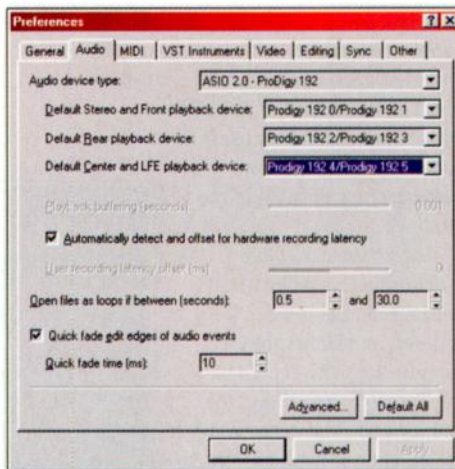 Preferences
General Audio MIDI VST Instruments Video Editing Sync Other
Audio device type: ASIO 2.0 - ProDigy 192
Default Stereo and Front playback device: Prodigy 192 0/Prodigy 192 1
Default Rear playback device: Prodigy 192 2/Prodigy 192 3
Default Center and LFE playback device: Prodigy 192 4/Prodigy 192 5
Playback buffering (seconds): 0.001
Automatically detect and offset for hardware recording latency
User recording latency offset (ms): 0
Open files as loops if between (seconds): 0.5 and 30.0
Quick fade edit edges of audio events
Quick fade time (ms): 10
Advanced... Default All
OK Cancel Apply